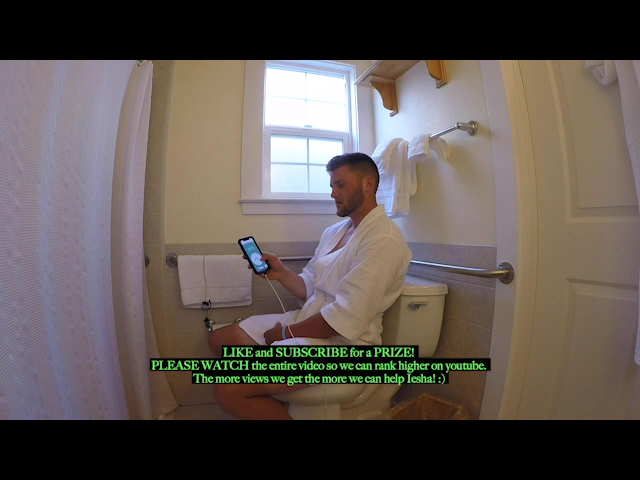 LIKE and SUBSCRIBE for a PRIZE!
PLEASE WATCH the entire video so we can rank higher on youtube.
The more views we get the more we can help Iesha! :)